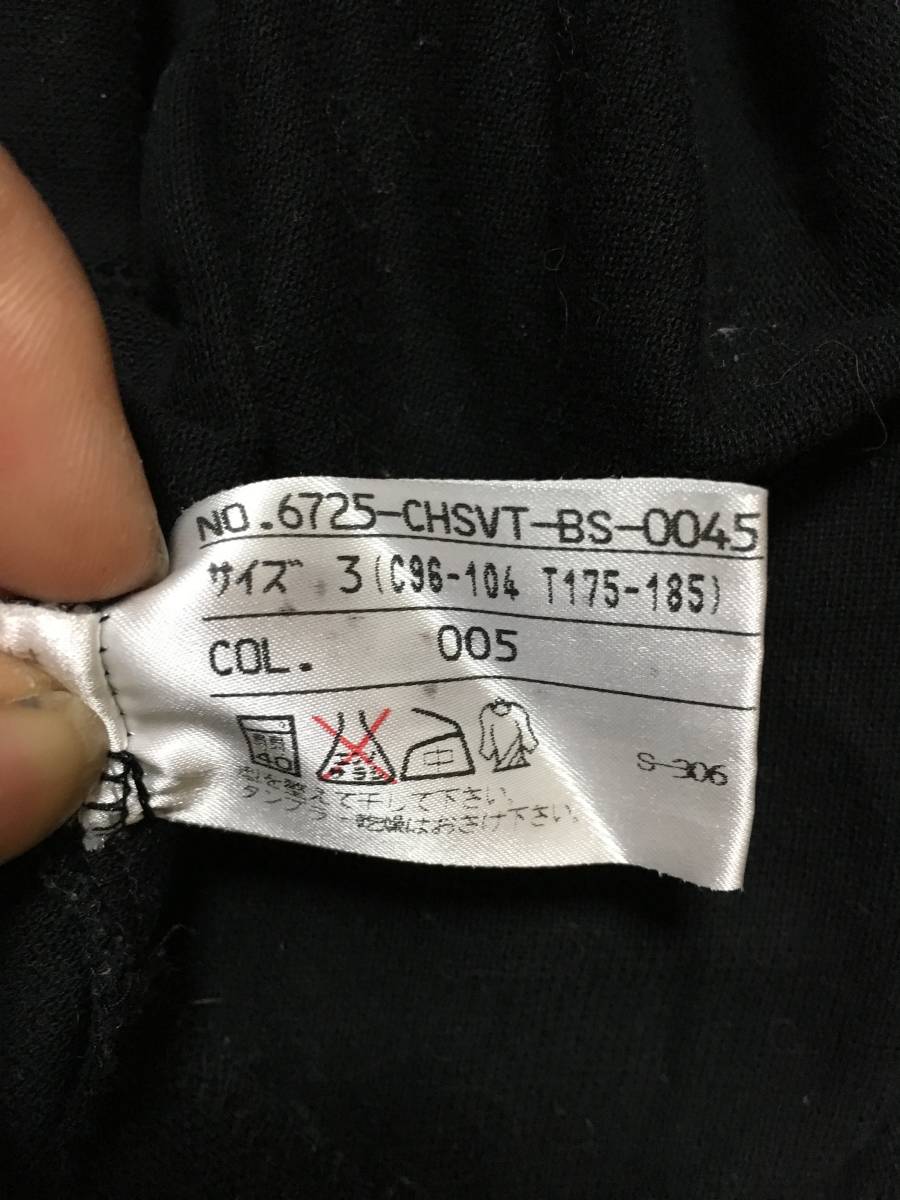 NO.6725-CHSVT-BS-0045
サイズ 3(C96-104 T175-185)
COL. 005
40
中
S-306
型を整えて干して下さい。
タンブラー乾燥はおさけ下さい。